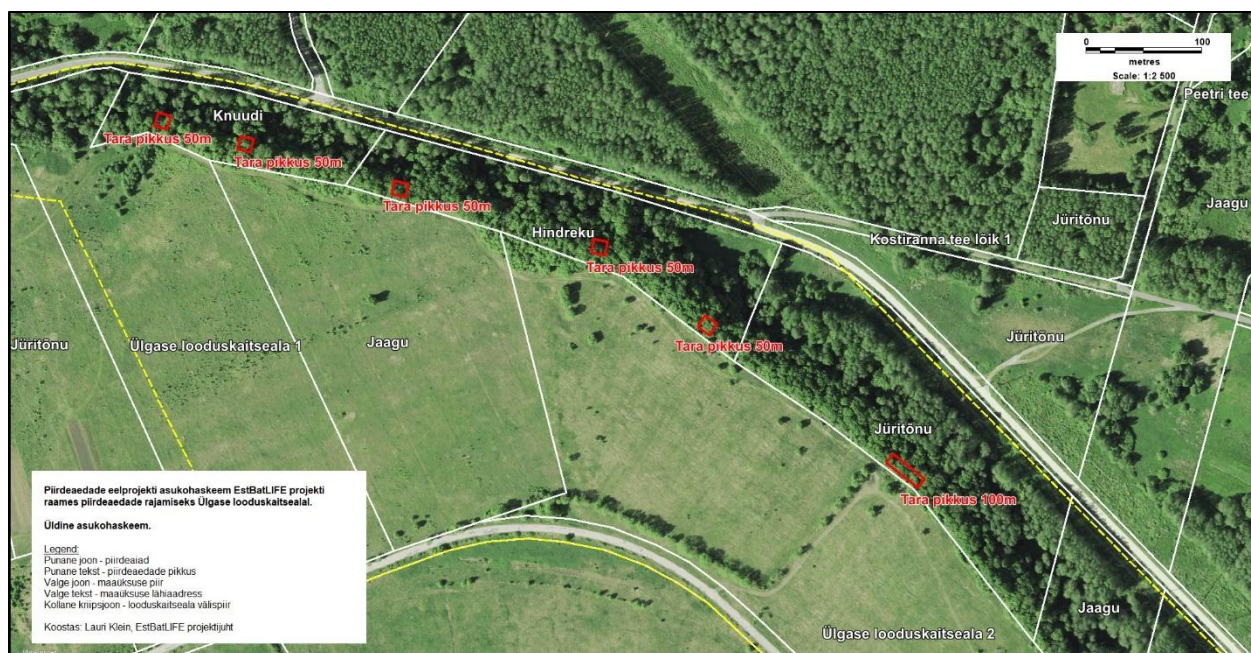 0 100
metres
Scale: 1:2 500
Peetri tee
Knuudi
Tara pikkus 50m
Tara pikkus 50m
Tara pikkus 50m
Jüritõnu
Jaagu
Hindreku
Kostiranna tee lõik 1
Tara pikkus 50m
Jüritõnu
Ülgase looduskaitseala 1
Jaagu
Jüritõnu
Tara pikkus 50m
Jüritõnu
Tara pikkus 100m
Jaagu
Ülgase looduskaitseala 2
Piirdeaedade eelprojekti asukohaskeem EstBatLIFE projekti
raames piirdeaedade rajamiseks Ülgase looduskaitsealal.
Üldine asukohaskeem.
Legend:
Punane joon - piirdeaiad
Punane tekst - piirdeaedade pikkus
Valge joon - maaüksuse piir
Valge tekst - maaüksuse lähiaadress
Kollane kriipsjoon - looduskaitseala välispiir
Koostas: Lauri Klein, EstBatLIFE projektijuht